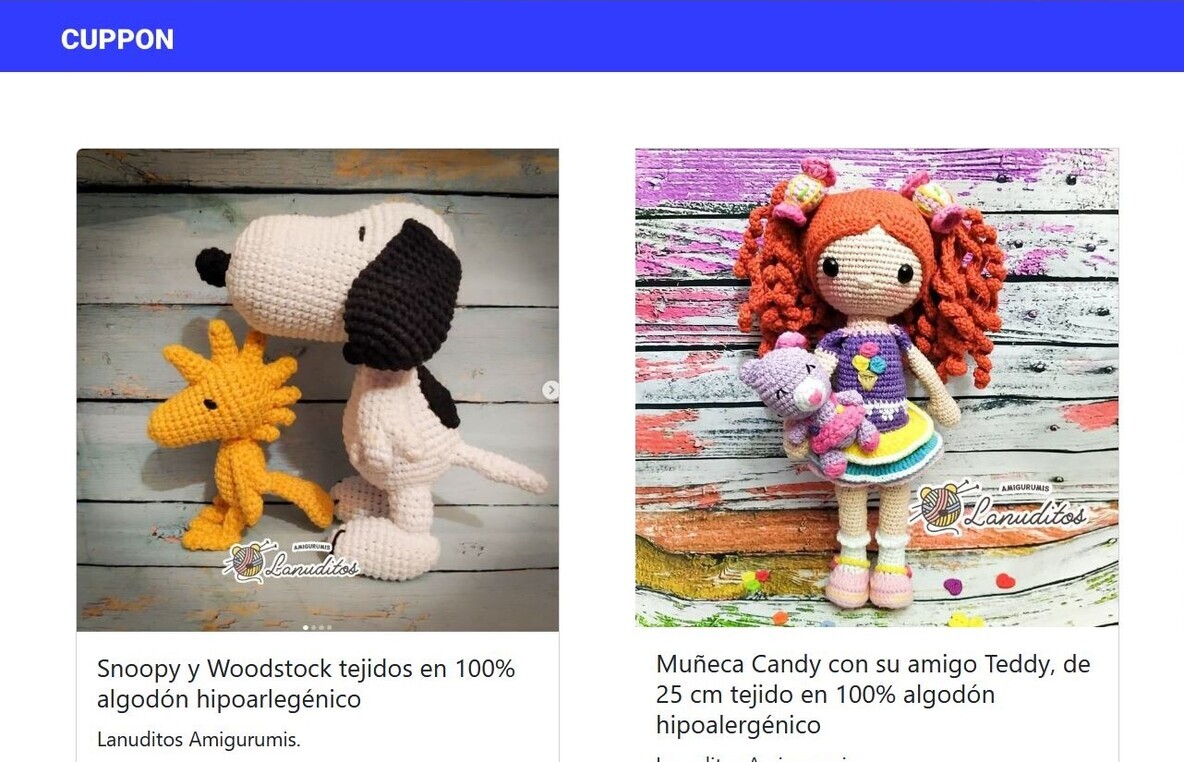 CUPPON
AMIGURUMIS
Lanuditos
AMIGURUMIS
Lanuditos
Snoopy y Woodstock tejidos en 100%
algodón hipoarlegénico
Lanuditos Amigurumis.
Muñeca Candy con su amigo Teddy, de
25 cm tejido en 100% algodón
hipoalergénico